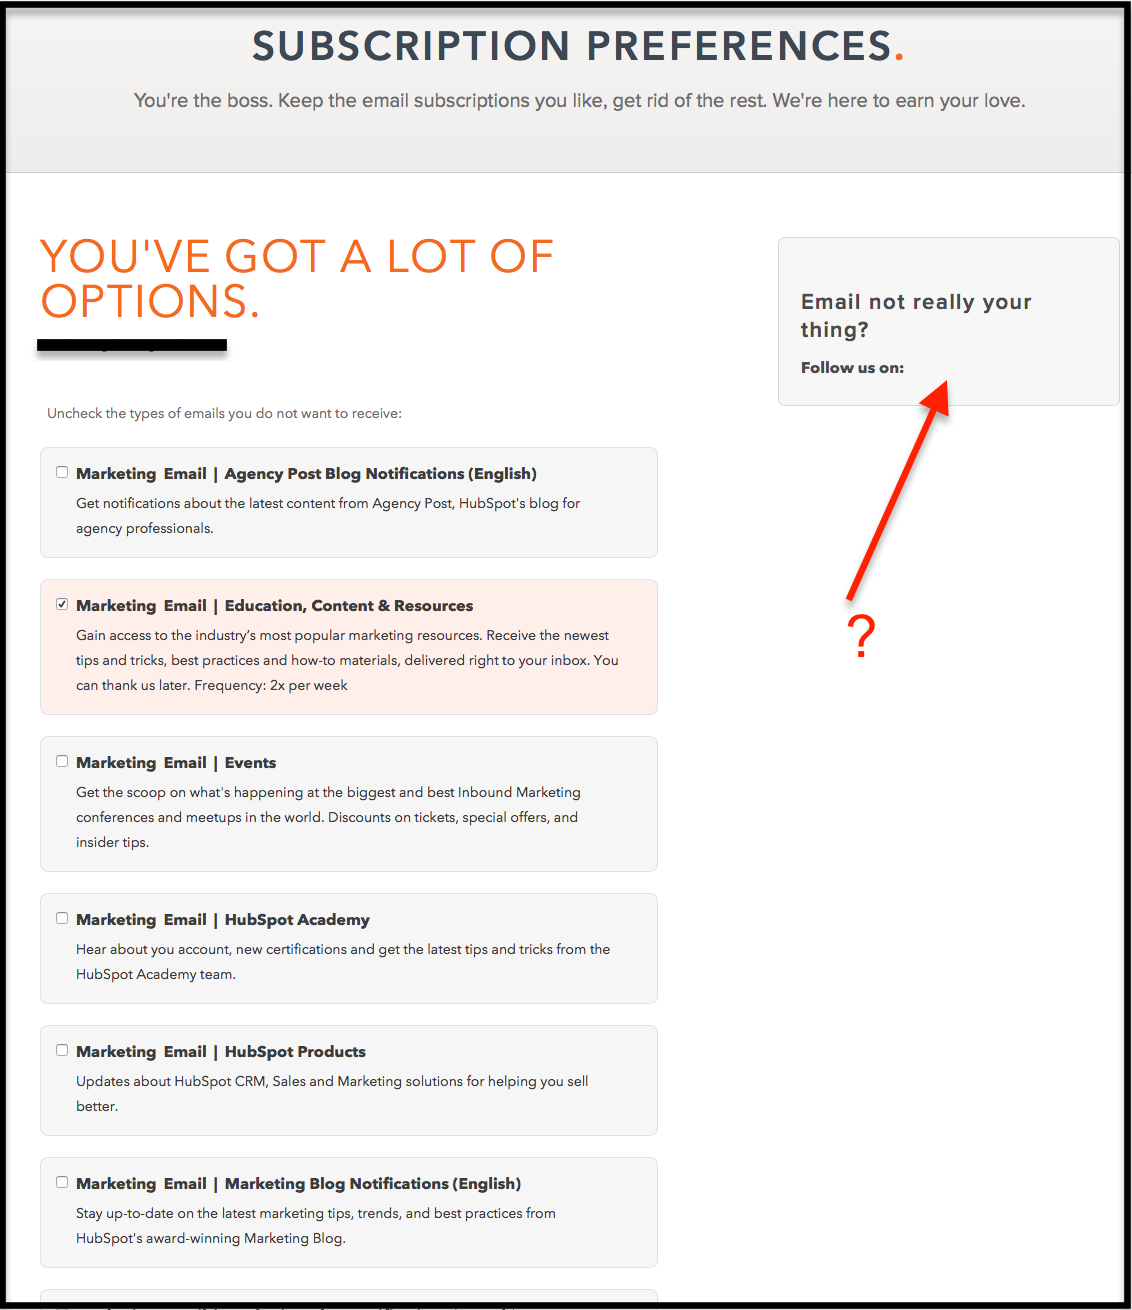 SUBSCRIPTION PREFERENCES.
You're the boss. Keep the email subscriptions you like, get rid of the rest. We're here to earn your love.
YOU'VE GOT A LOT OF
OPTIONS.
Uncheck the types of emails you do not want to receive:
Marketing Email | Agency Post Blog Notifications (English)
Get notifications about the latest content from Agency Post, HubSpot's blog for
agency professionals.
Marketing Email | Education, Content & Resources
Gain access to the industry’s most popular marketing resources. Receive the newest
tips and tricks, best practices and how-to materials, delivered right to your inbox. You
can thank us later. Frequency: 2x per week
Marketing Email | Events
Get the scoop on what's happening at the biggest and best Inbound Marketing
conferences and meetups in the world. Discounts on tickets, special offers, and
insider tips.
Marketing Email | HubSpot Academy
Hear about you account, new certifications and get the latest tips and tricks from the
HubSpot Academy team.
Marketing Email | HubSpot Products
Updates about HubSpot CRM, Sales and Marketing solutions for helping you sell
better.
Marketing Email | Marketing Blog Notifications (English)
Stay up-to-date on the latest marketing tips, trends, and best practices from
HubSpot's award-winning Marketing Blog.
Email not really your
thing?
Follow us on:
?